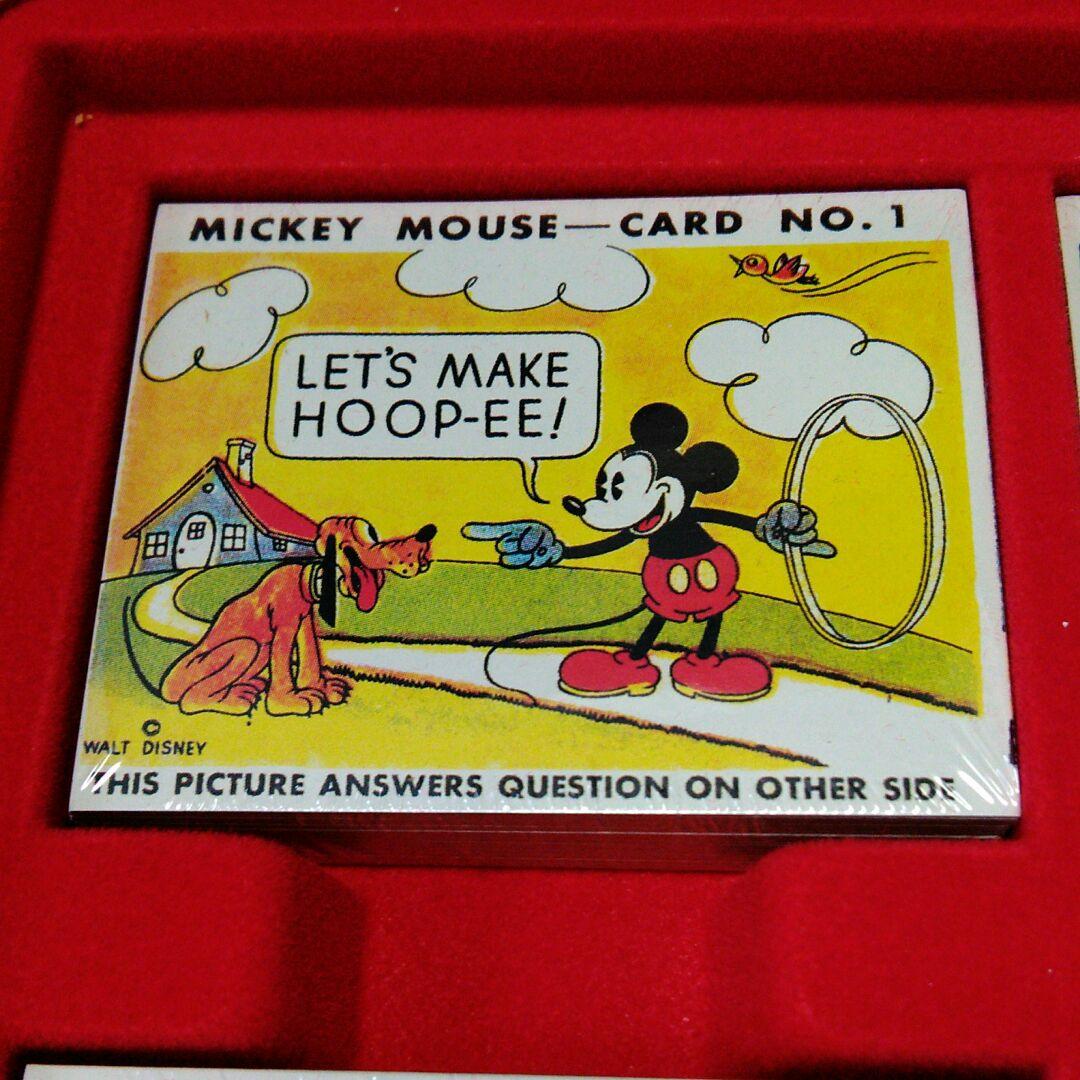 MICKEY MOUSE—CARD NO. 1
LET'S MAKE
HOOP-EE!
©
WALT DISNEY
THIS PICTURE ANSWERS QUESTION ON OTHER SIDE